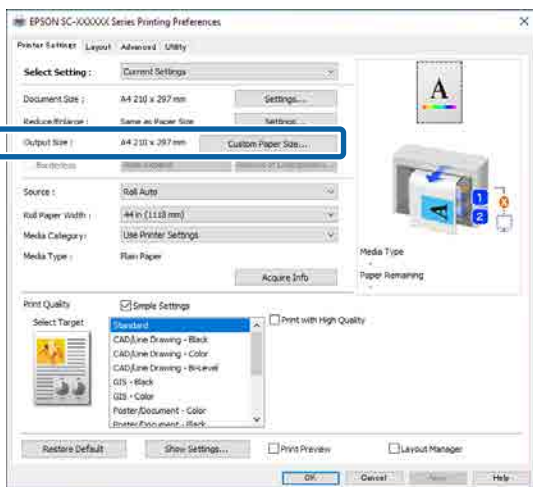 EPSON SC-XXXXXX Series Printing Preferences
Printer Settings Layout Advanced Utility
Select Setting : Current Settings
Document Size : A4 210 x 297 mm Settings...
Reduce/Enlarge : Same as Paper Size Settings...
Output Size : A4 210 x 297 mm Custom Paper Size...
Borderless
Source : Roll Auto
Roll Paper Width : 44 in (1118 mm)
Media Category: Use Printer Settings
Media Type : Plain Paper
Acquire Info
A
1
2
Media Type
-
Paper Remaining
-
Print Quality Simple Settings
Select Target
Standard
CAD/Line Drawing - Black
CAD/Line Drawing - Color
CAD/Line Drawing - Bi-Level
GIS - Black
GIS - Color
Poster/Document - Color
Poster/Document - Black
Print with High Quality
Restore Default Show Settings... Print Preview Layout Manager
OK Cancel Help